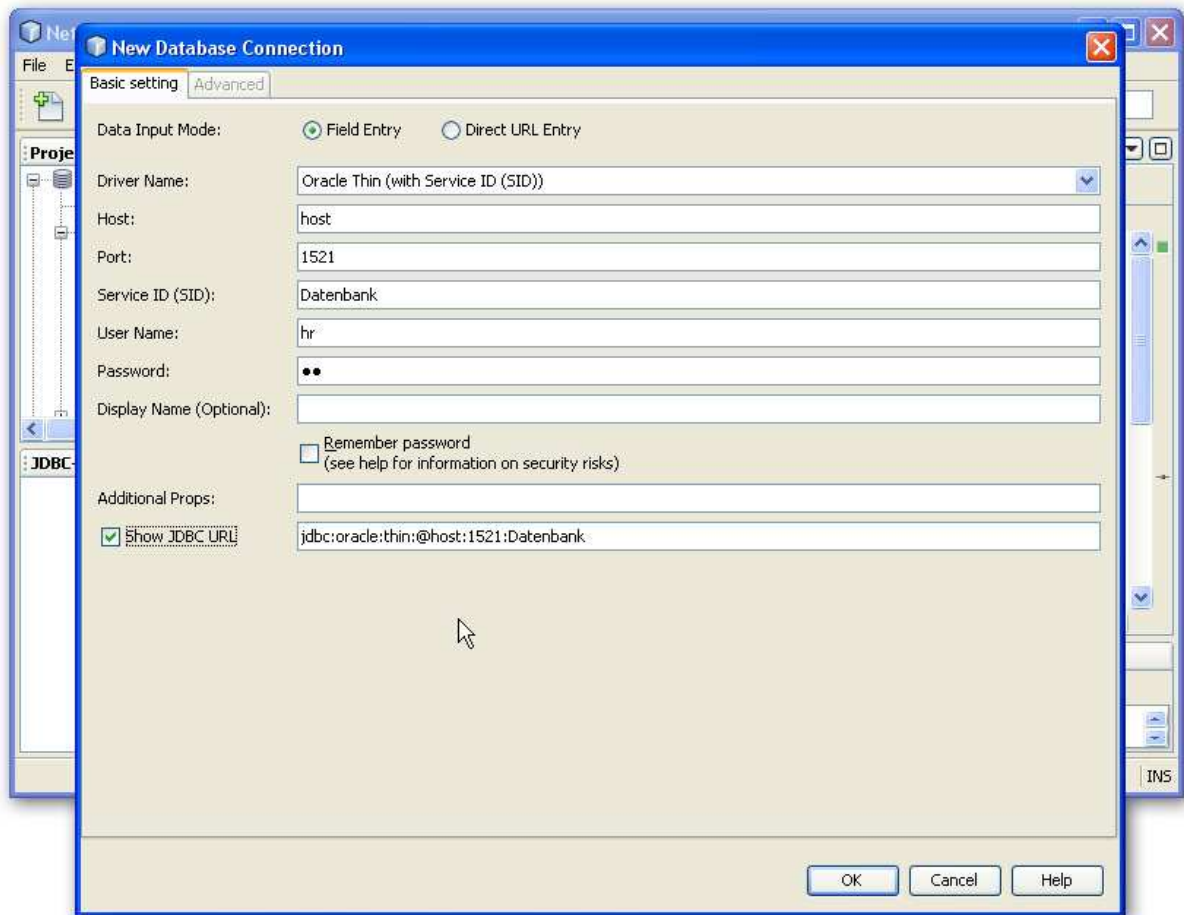 Net
New Database Connection
File E
Basic setting Advanced
Data Input Mode: Field Entry Direct URL Entry
Proje
Driver Name: Oracle Thin (with Service ID (SID))
Host: host
Port: 1521
Service ID (SID): Datenbank
User Name: hr
Password: ●●
Display Name (Optional):
Remember password
(see help for information on security risks)
JDBC-
Additional Props:
Show JDBC URL jdbc:oracle:thin:@host:1521:Datenbank
INS
OK Cancel Help